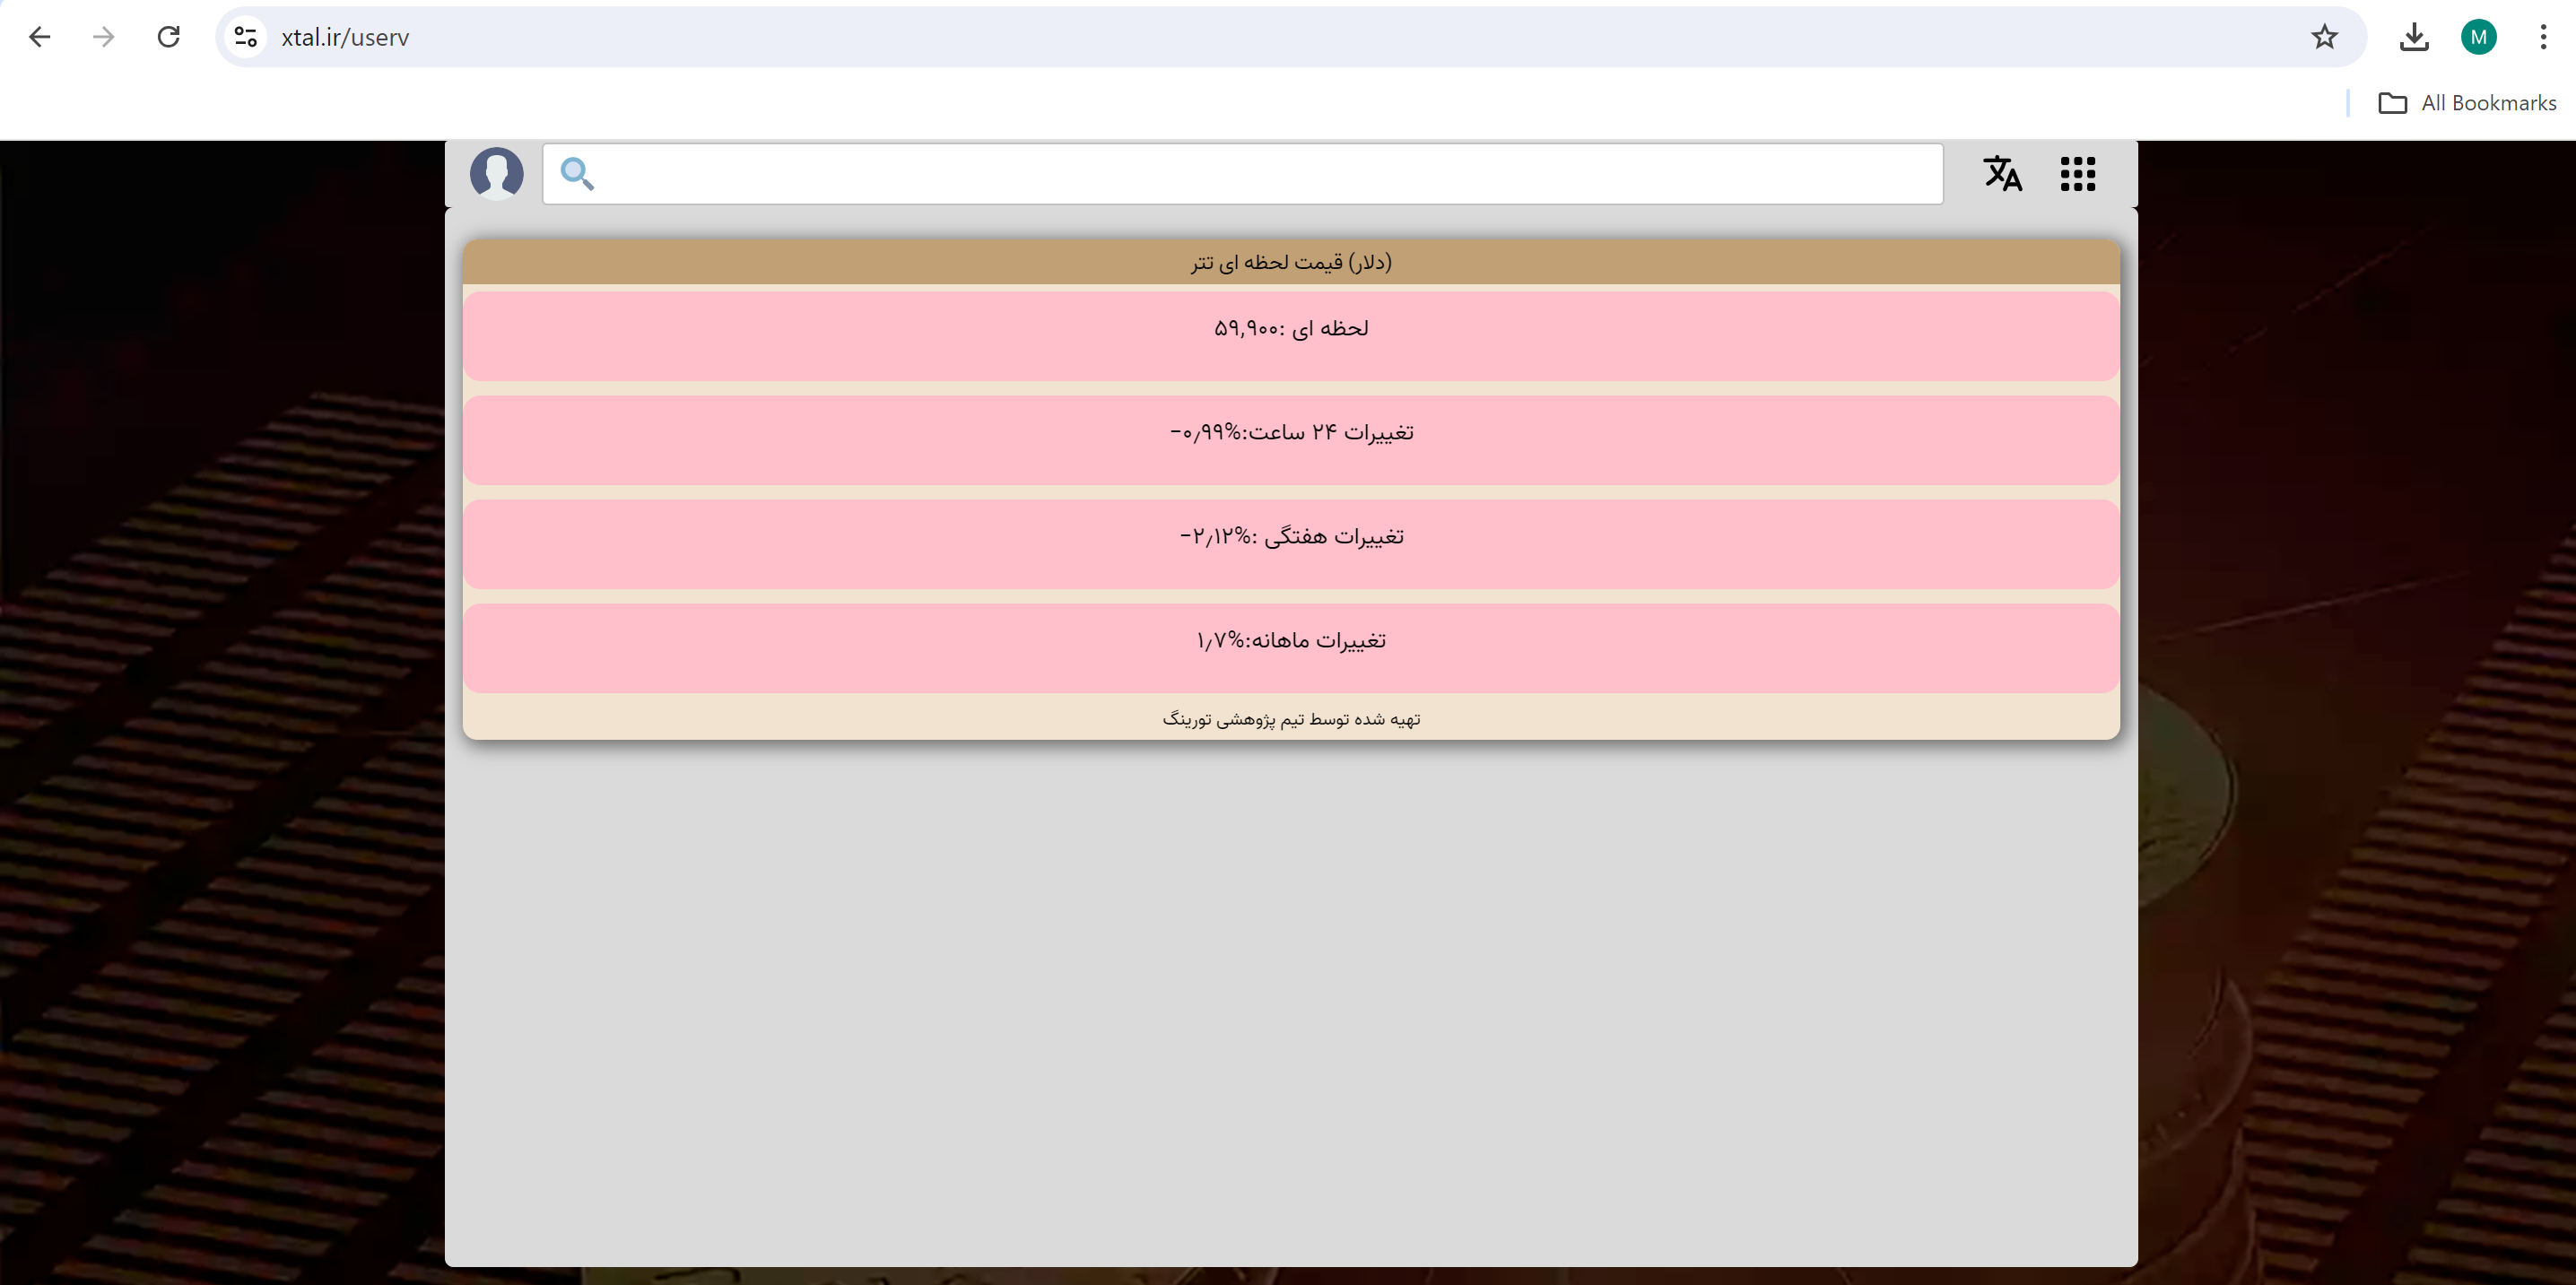 xtal.ir/userv
M
All Bookmarks
(دلار) قیمت لحظه ای تتر
لحظه ای :۵۹,۹۰۰
تغییرات ۲۴ ساعت:%۰٫۹۹−
تغییرات هفتگی :%۲٫۱۲−
تغییرات ماهانه:%۱٫۷
تهیه شده توسط تیم پژوهشی تورینگ